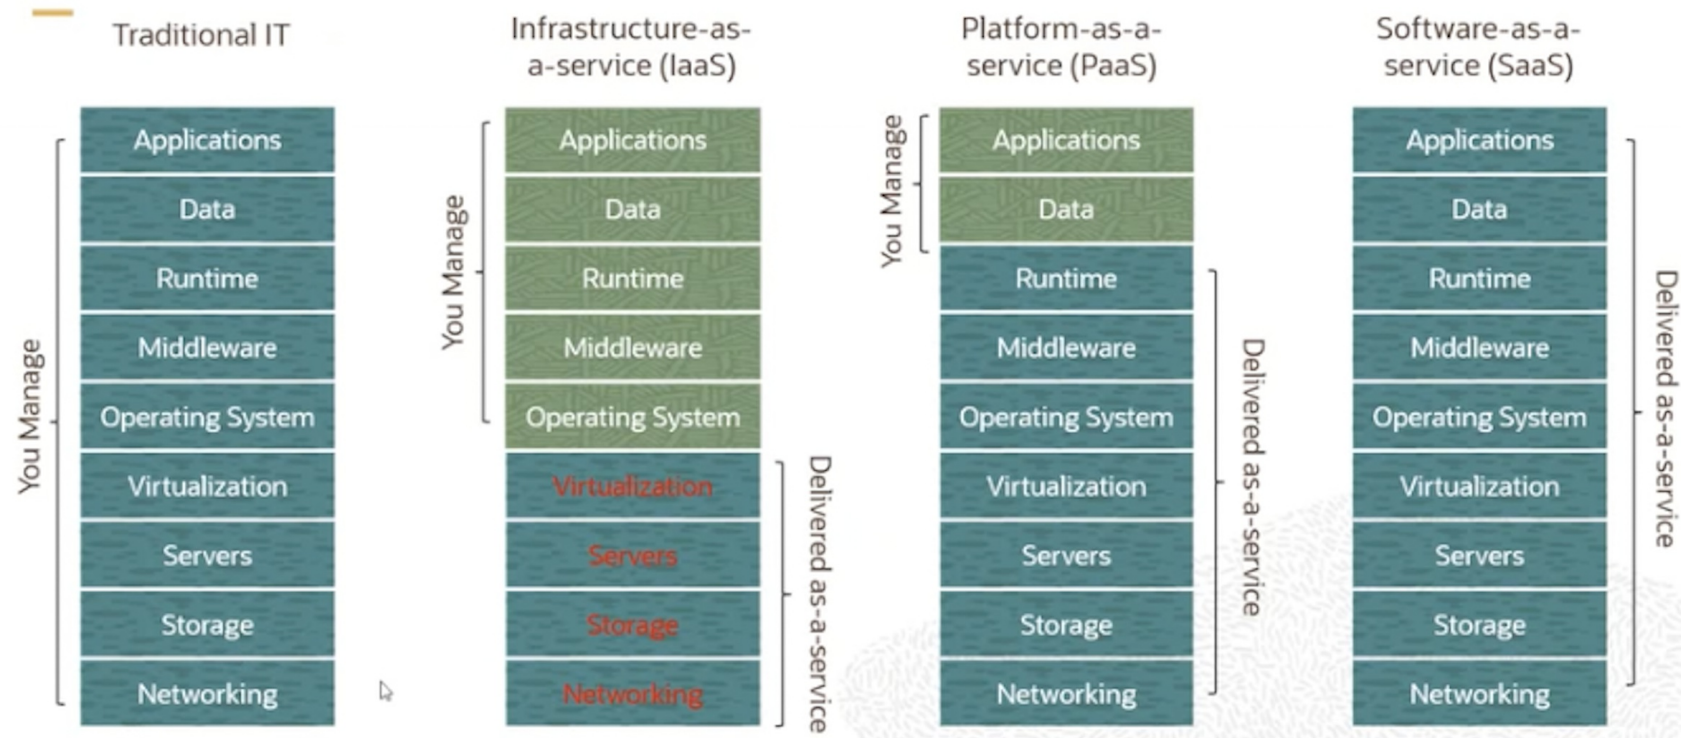 Traditional IT
You Manage
Applications
Data
Runtime
Middleware
Operating System
Virtualization
Servers
Storage
Networking
Infrastructure-as-
a-service (IaaS)
You Manage
Applications
Data
Runtime
Middleware
Operating System
Virtualization
Servers
Storage
Networking
Delivered as-a-service
Platform-as-a-
service (PaaS)
You Manage
Applications
Data
Runtime
Middleware
Operating System
Virtualization
Servers
Storage
Networking
Delivered as-a-service
Software-as-a-
service (SaaS)
Applications
Data
Runtime
Middleware
Operating System
Virtualization
Servers
Storage
Networking
Delivered as-a-service